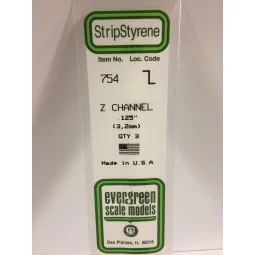 StripStyrene
Item No. Loc. Code
754
Z CHANNEL
.125"
(3,2mm)
QTY 3
Made In U.S.A.
evergreen
scale models
Des Plaines, IL 60018